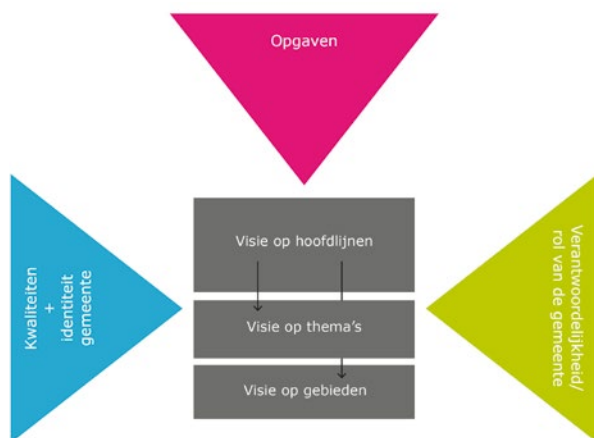 Opgaven
Kwaliteiten
+
identiteit
gemeente
Visie op hoofdlijnen
Visie op thema's
Visie op gebieden
Verantwoordelijkheid/
rol van de gemeente